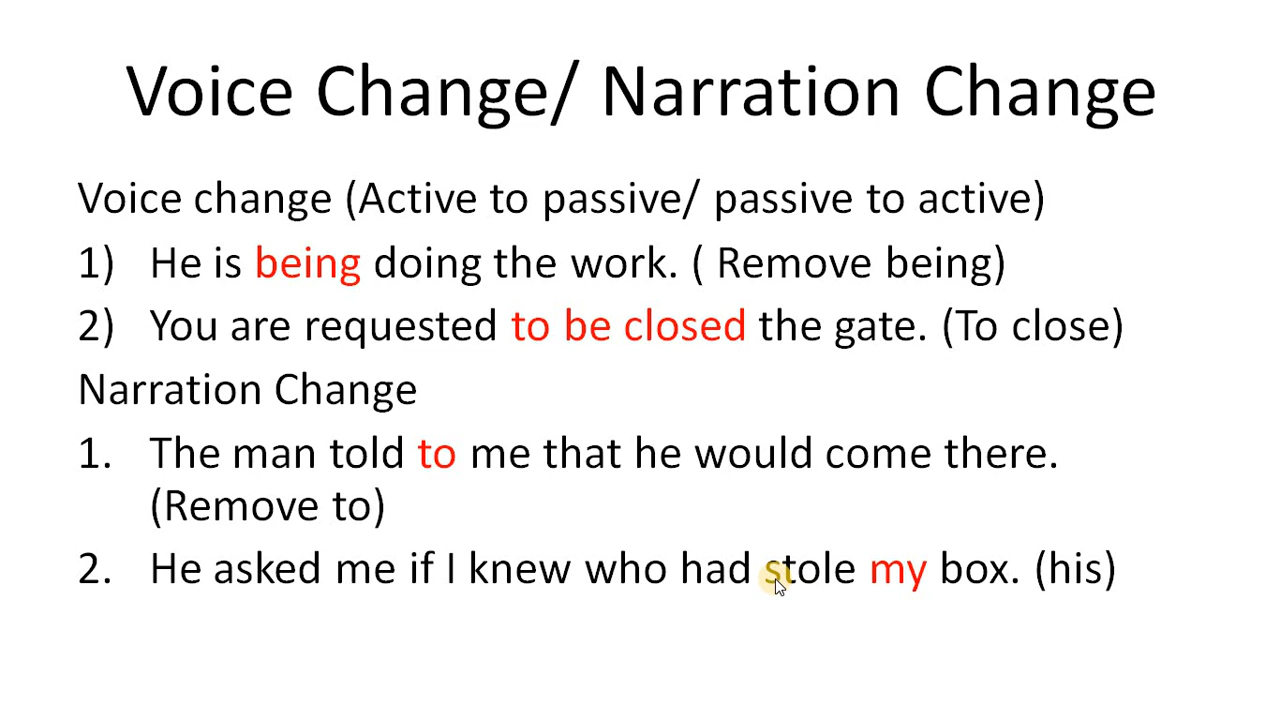 Voice Change/ Narration Change
Voice change (Active to passive/ passive to active)
1) He is being doing the work. ( Remove being)
2) You are requested to be closed the gate. (To close)
Narration Change
1. The man told to me that he would come there.
(Remove to)
2. He asked me if I knew who had stole my box. (his)